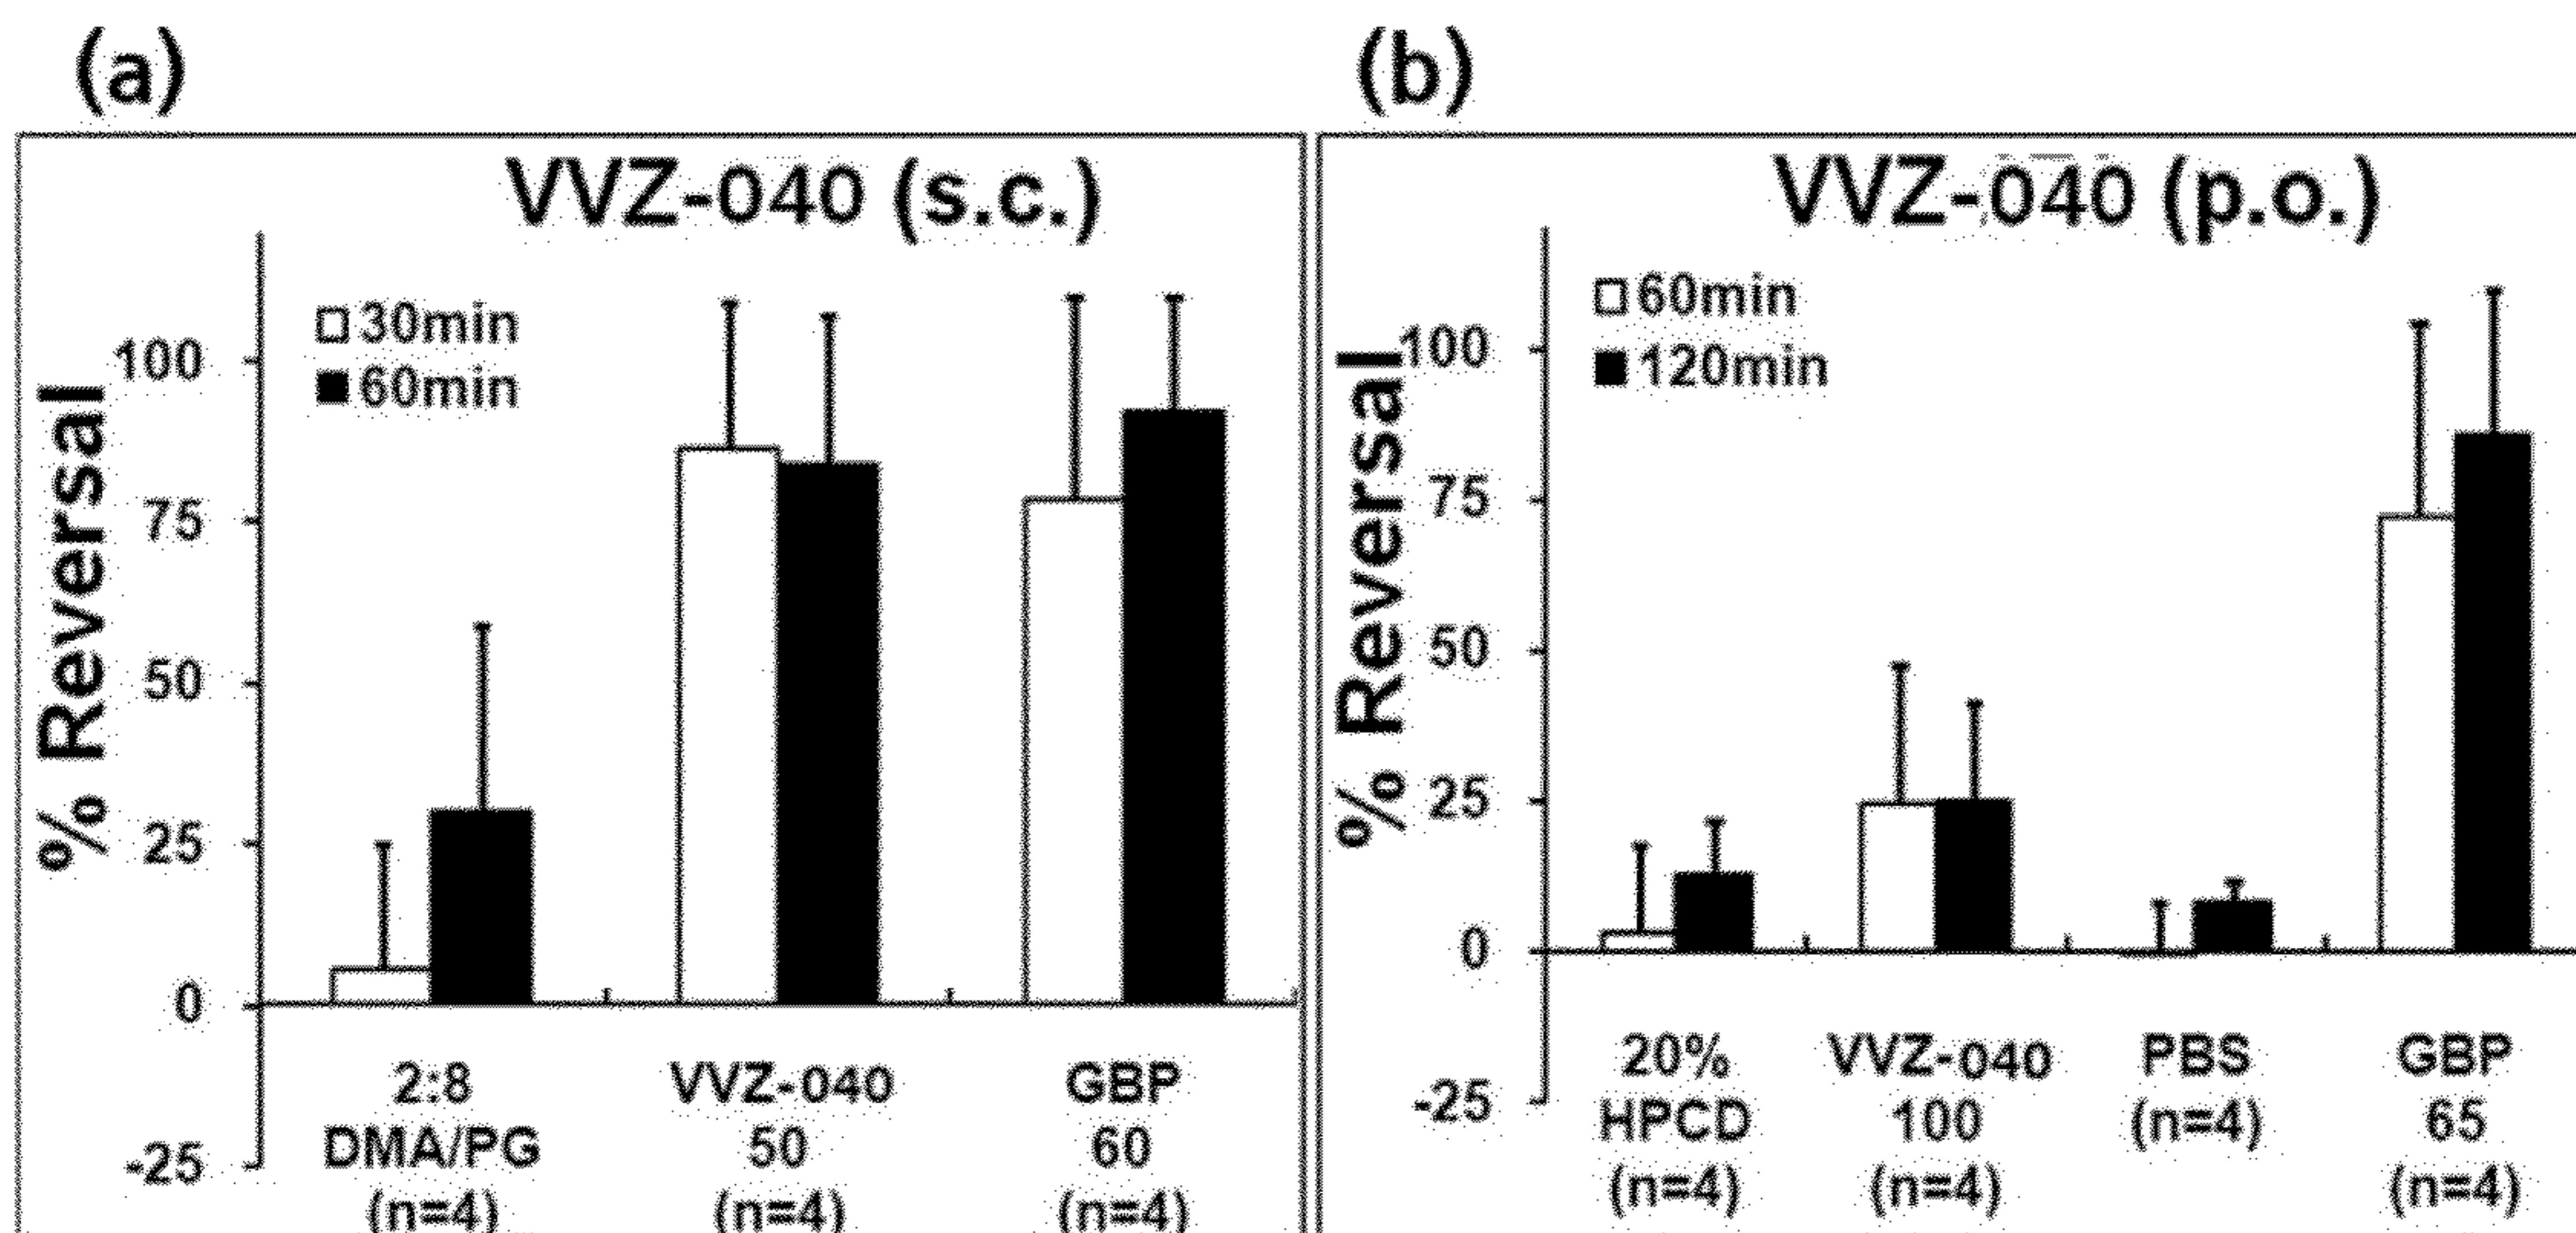 (a)
VVZ-040 (s.c.)
% Reversal
100
75
50
25
0
-25
30min
60min
2:8
DMA/PG
(n=4)
VVZ-040
50
(n=4)
GBP
60
(n=4)
(b)
VVZ-040 (p.o.)
% Reversal
100
75
50
25
0
-25
60min
120min
20%
HPCD
(n=4)
VVZ-040
100
(n=4)
PBS
(n=4)
GBP
65
(n=4)